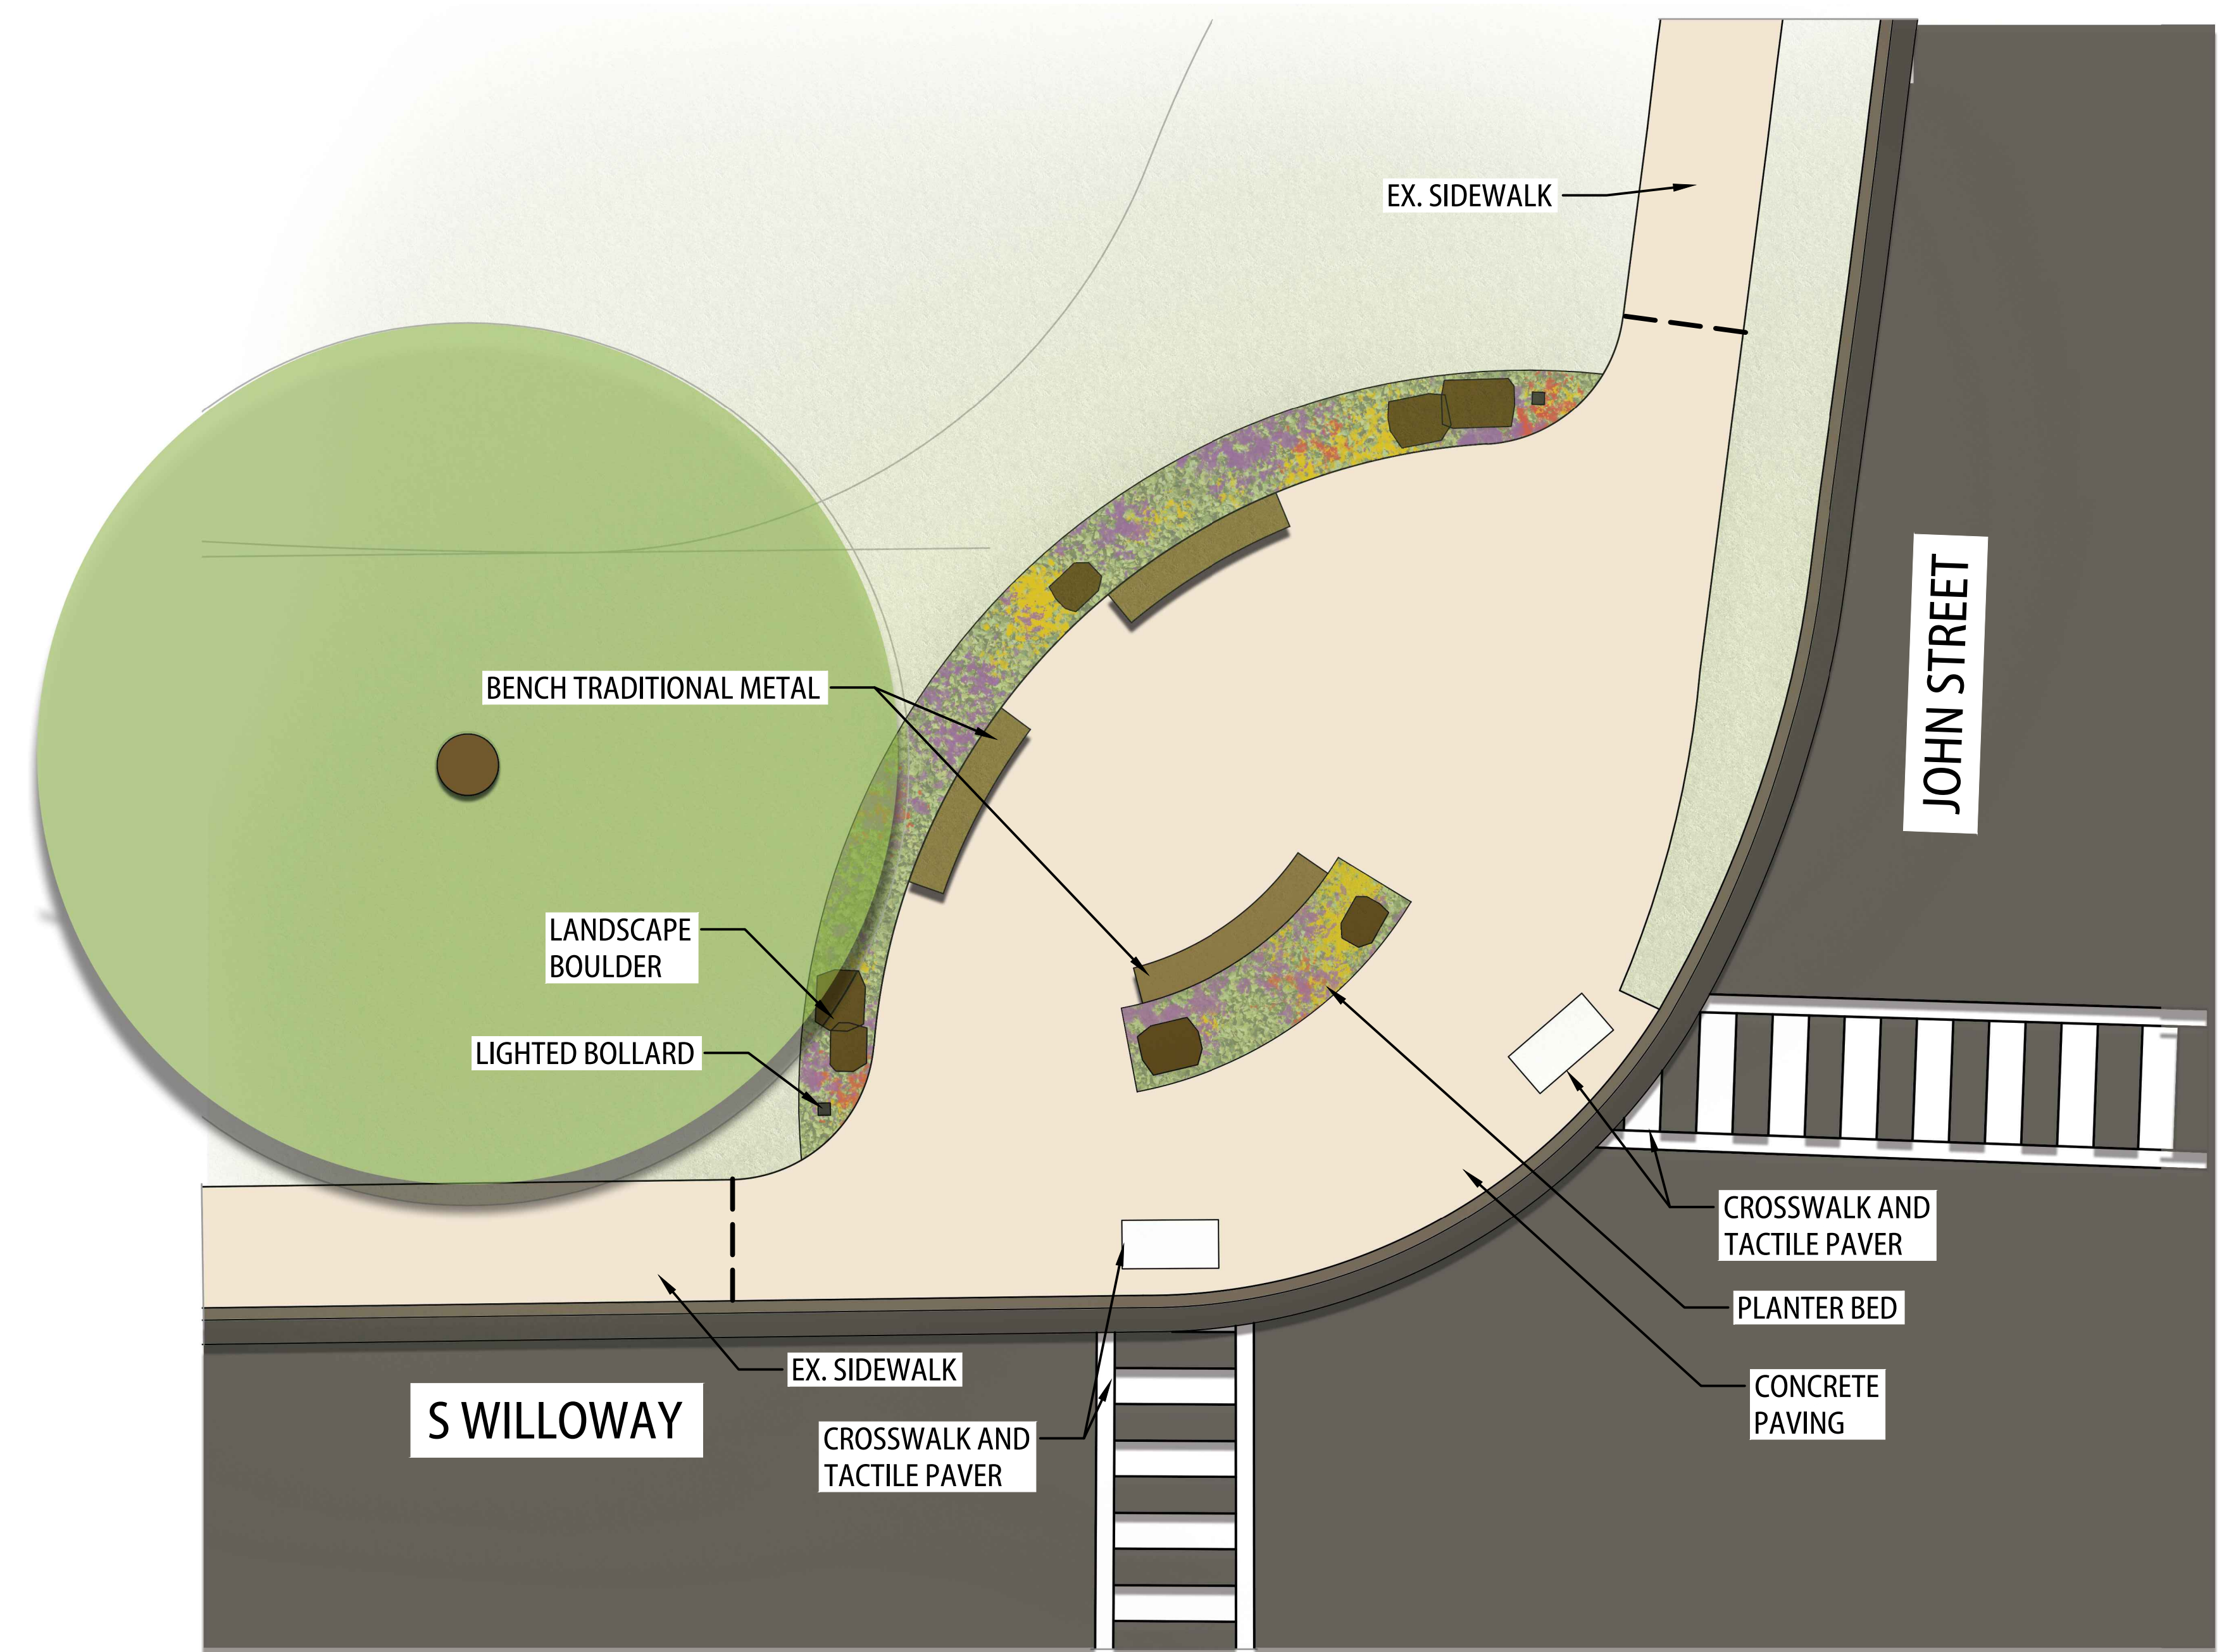 EX. SIDEWALK
JOHN STREET
BENCH TRADITIONAL METAL
LANDSCAPE
BOULDER
LIGHTED BOLLARD
CROSSWALK AND
TACTILE PAVER
PLANTER BED
EX. SIDEWALK
CONCRETE
PAVING
S WILLOWAY
CROSSWALK AND
TACTILE PAVER